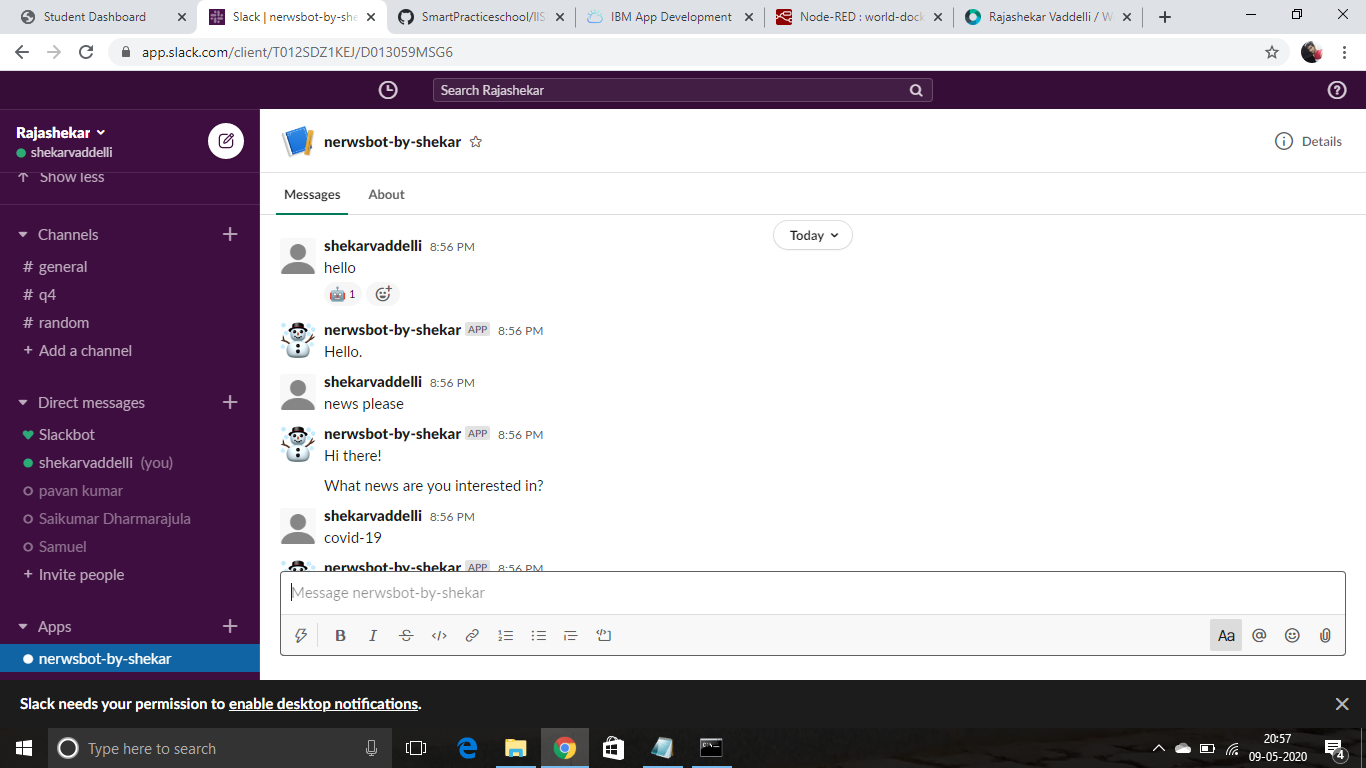 Student Dashboard
Slack | nerwsbot-by-she
SmartPracticeschool/IIS
IBM App Development
Node-RED : world-dock
Rajashekar Vaddelli / W
app.slack.com/client/T012SDZ1KEJ/D013059MSG6
Search Rajashekar
Rajashekar
shekarvaddelli
Show less
Channels
# general
# q4
# random
+ Add a channel
Direct messages
Slackbot
shekarvaddelli (you)
pavan kumar
Saikumar Dharmarajula
Samuel
+ Invite people
Apps
nerwsbot-by-shekar
nerwsbot-by-shekar
Details
Messages About
Today
shekarvaddelli 8:56 PM
hello
1
nerwsbot-by-shekar APP 8:56 PM
Hello.
shekarvaddelli 8:56 PM
news please
nerwsbot-by-shekar APP 8:56 PM
Hi there!
What news are you interested in?
shekarvaddelli 8:56 PM
covid-19
nerwsbot-by-shekar APP 8:56 PM
Message nerwsbot-by-shekar
B I S </> Aa @
Slack needs your permission to enable desktop notifications.
Type here to search
20:57
09-05-2020
4